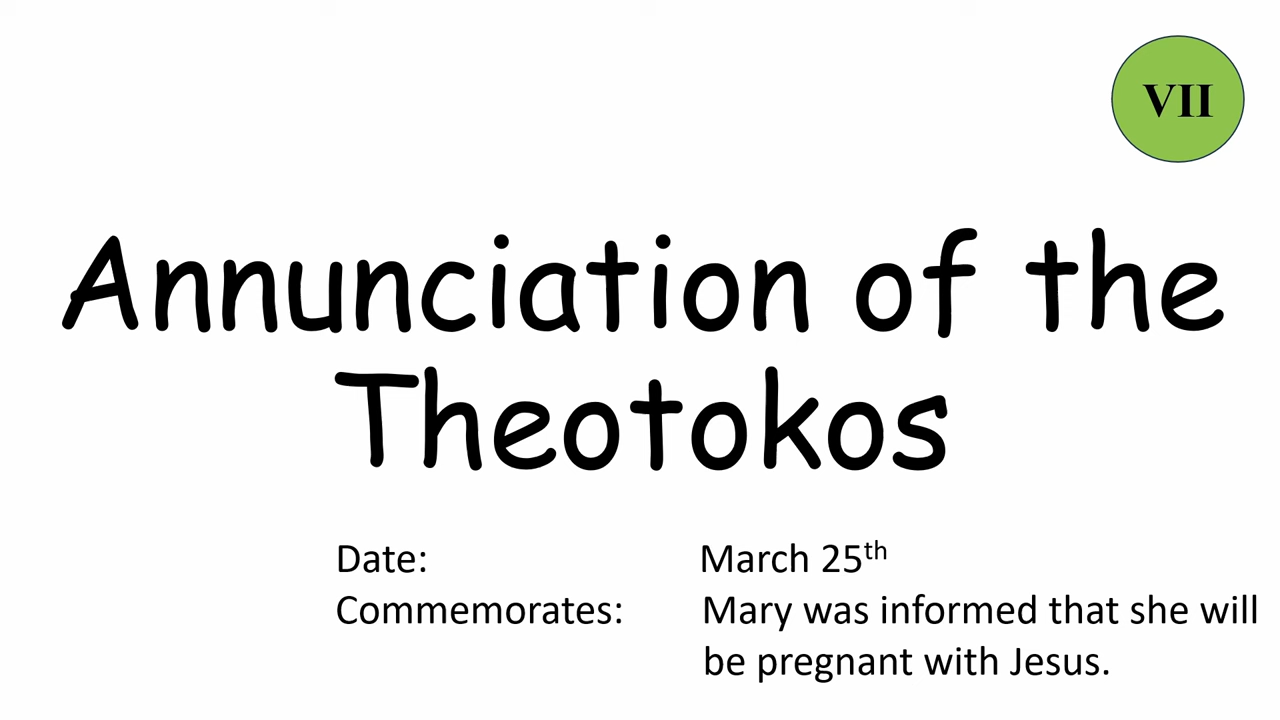 VII
Annunciation of the
Theotokos
Date: March 25th
Commemorates: Mary was informed that she will
be pregnant with Jesus.